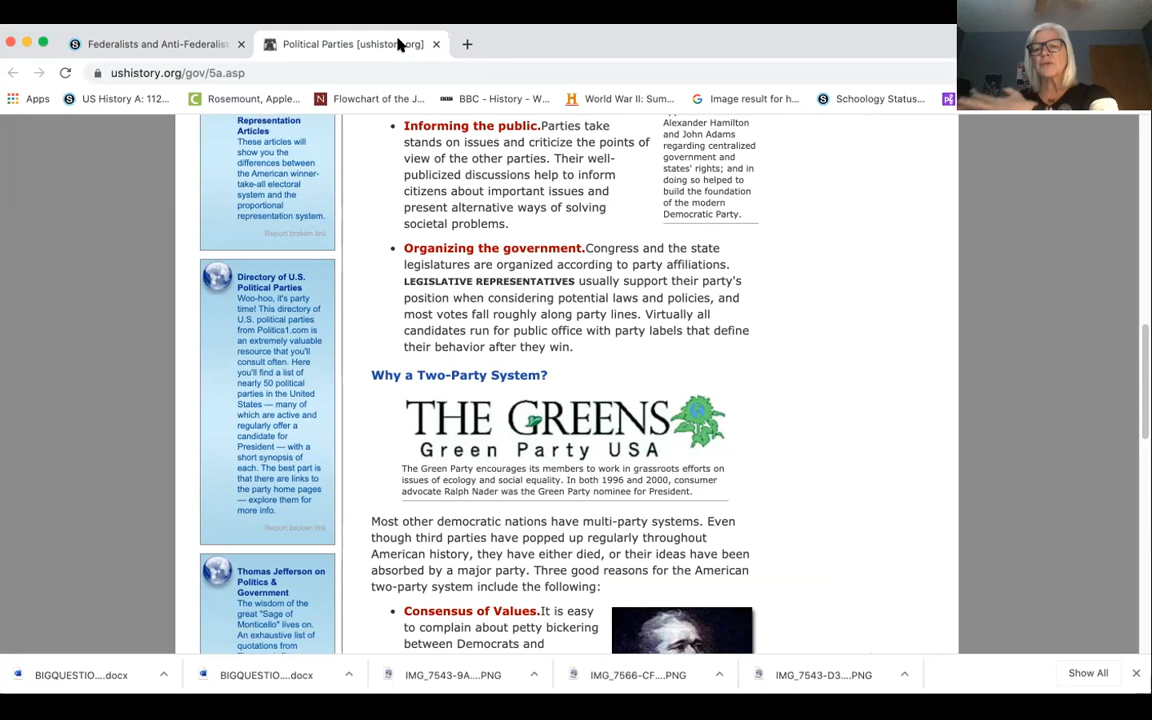 Federalists and Anti-Federalist
Political Parties [ushistory.org]
ushistory.org/gov/5a.asp
Apps
US History A: 112...
Rosemount, Apple...
Flowchart of the J...
BBC - History - W...
World War II: Sum...
Image result for h...
Schoology Status...
Representation
Articles
These articles will
show you the
differences between
the American winner-
take-all electoral
system and the
proportional
representation system.
Report broken link
Directory of U.S.
Political Parties
Woo-hoo, it's party
time! This directory of
U.S. political parties
from Politics1.com is
an extremely valuable
resource that you'll
consult often. Here
you'll find a list of
nearly 50 political
parties in the United
States — many of
which are active and
regularly offer a
candidate for
President — with a
short synopsis of
each. The best part is
that there are links to
the party home pages
— explore them for
more info.
Report broken link
Thomas Jefferson on
Politics &
Government
The wisdom of the
great "Sage of
Monticello" lives on.
An exhaustive list of
quotations from
• Informing the public.Parties take
stands on issues and criticize the points of
view of the other parties. Their well-
publicized discussions help to inform
citizens about important issues and
present alternative ways of solving
societal problems.
Alexander Hamilton
and John Adams
regarding centralized
government and
states' rights; and in
doing so helped to
build the foundation
of the modern
Democratic Party.
• Organizing the government.Congress and the state
legislatures are organized according to party affiliations.
LEGISLATIVE REPRESENTATIVES usually support their party's
position when considering potential laws and policies, and
most votes fall roughly along party lines. Virtually all
candidates run for public office with party labels that define
their behavior after they win.
Why a Two-Party System?
THE GREENS
Green Party USA
The Green Party encourages its members to work in grassroots efforts on
issues of ecology and social equality. In both 1996 and 2000, consumer
advocate Ralph Nader was the Green Party nominee for President.
Most other democratic nations have multi-party systems. Even
though third parties have popped up regularly throughout
American history, they have either died, or their ideas have been
absorbed by a major party. Three good reasons for the American
two-party system include the following:
• Consensus of Values.It is easy
to complain about petty bickering
between Democrats and
BIGQUESTIO....docx
BIGQUESTIO....docx
IMG_7543-9A....PNG
IMG_7566-CF....PNG
IMG_7543-D3....PNG
Show All